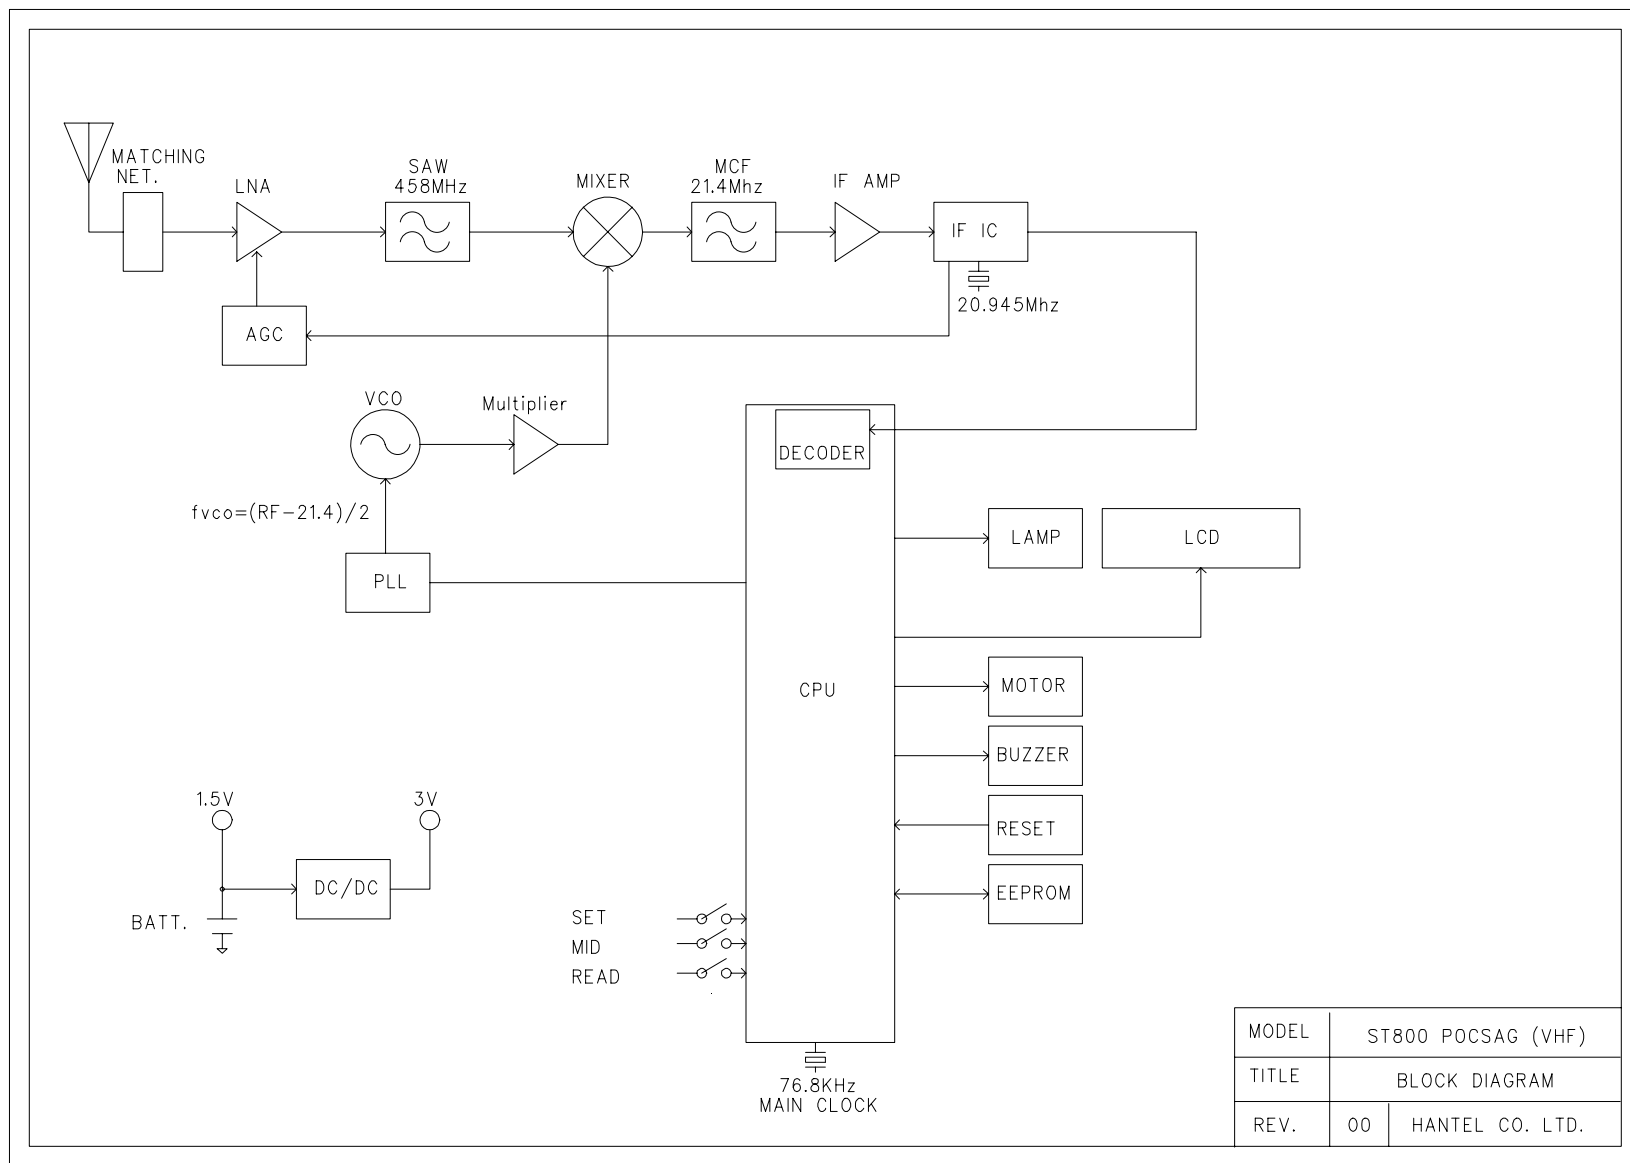 MATCHING
NET.
LNA
SAW
458MHz
MIXER
MCF
21.4Mhz
IF AMP
IF IC
20.945Mhz
AGC
VCO
Multiplier
DECODER
fvco=(RF-21.4)/2
PLL
LAMP
LCD
CPU
MOTOR
BUZZER
RESET
EEPROM
1.5V
3V
DC/DC
BATT.
SET
MID
READ
76.8KHz
MAIN CLOCK
MODEL ST800 POCSAG (VHF)
TITLE BLOCK DIAGRAM
REV. 00 HANTEL CO. LTD.